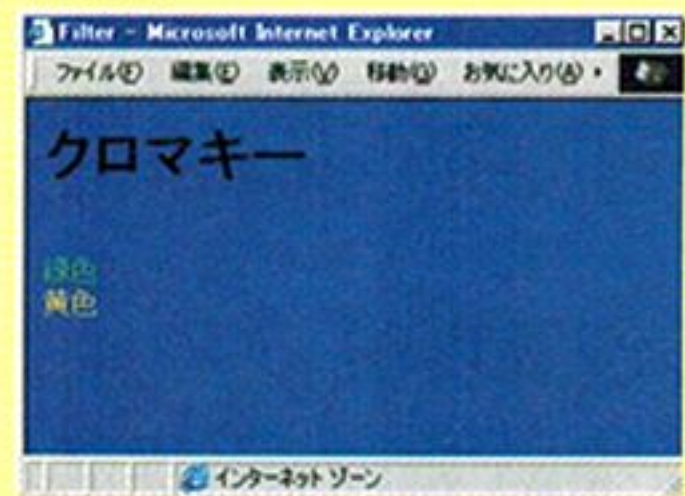 Filter - Microsoft Internet Explorer
ファイル(F) 編集(E) 表示(V) 移動(G) お気に入り(A)
クロマキー
緑色
黄色
インターネット ゾーン